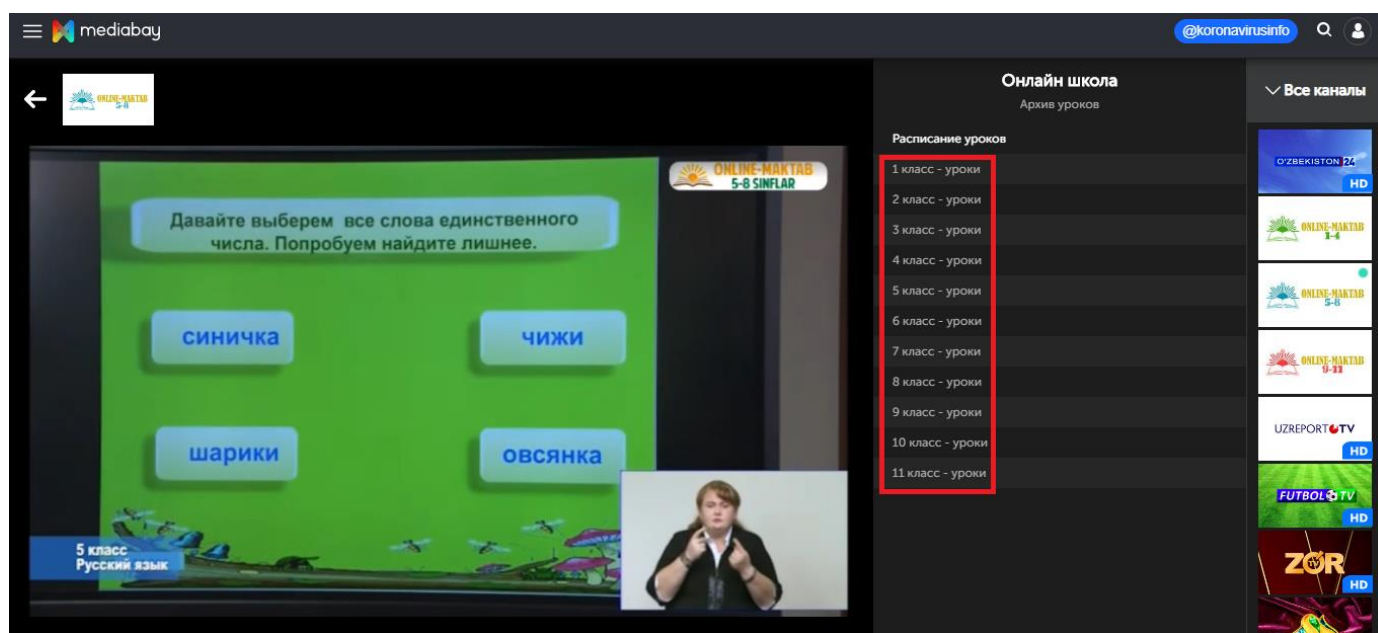 mediabay
@koronavirusinfo
ONLINE-MAKTAB
5-8
ONLINE-MAKTAB
5-8 SINFLAR
Давайте выберем все слова единственного
числа. Попробуем найдите лишнее.
синичка
чижи
шарики
овсянка
5 класс
Русский язык
Онлайн школа
Архив уроков
Расписание уроков
1 класс - уроки
2 класс - уроки
3 класс - уроки
4 класс - уроки
5 класс - уроки
6 класс - уроки
7 класс - уроки
8 класс - уроки
9 класс - уроки
10 класс - уроки
11 класс - уроки
Все каналы
O'ZBEKISTON 24
HD
ONLINE-MAKTAB
1-4
ONLINE-MAKTAB
5-8
ONLINE-MAKTAB
9-11
UZREPORT TV
HD
FUTBOL TV
HD
ZOR
TV
HD